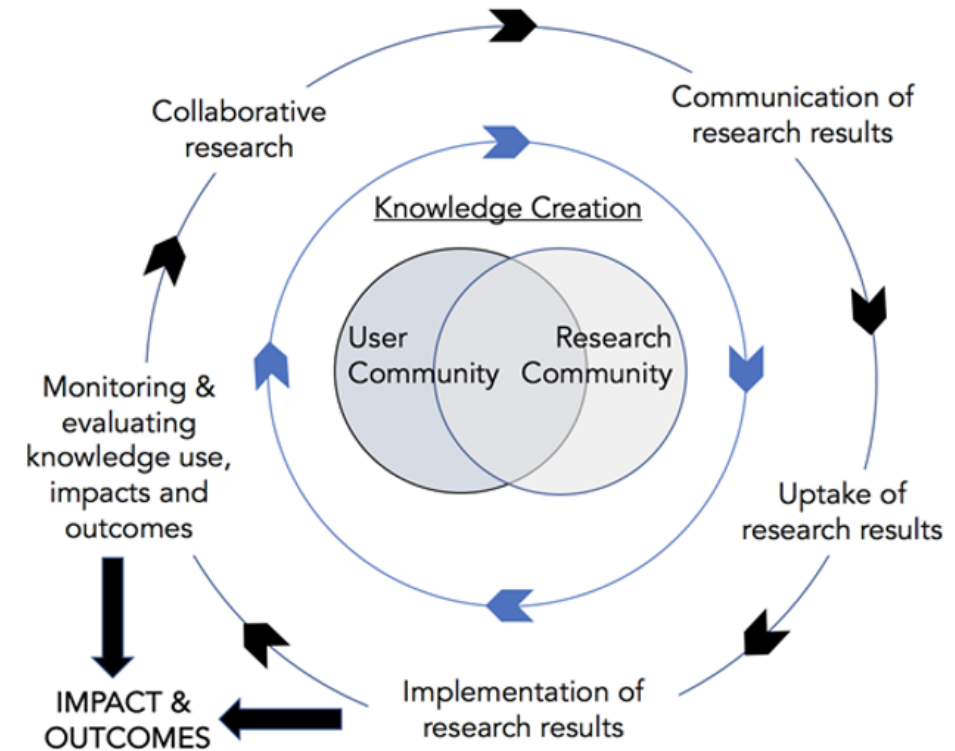 Collaborative
research
Communication of
research results
Knowledge Creation
User
Community
Research
Community
Monitoring &
evaluating
knowledge use,
impacts and
outcomes
Uptake of
research results
Implementation of
research results
IMPACT &
OUTCOMES